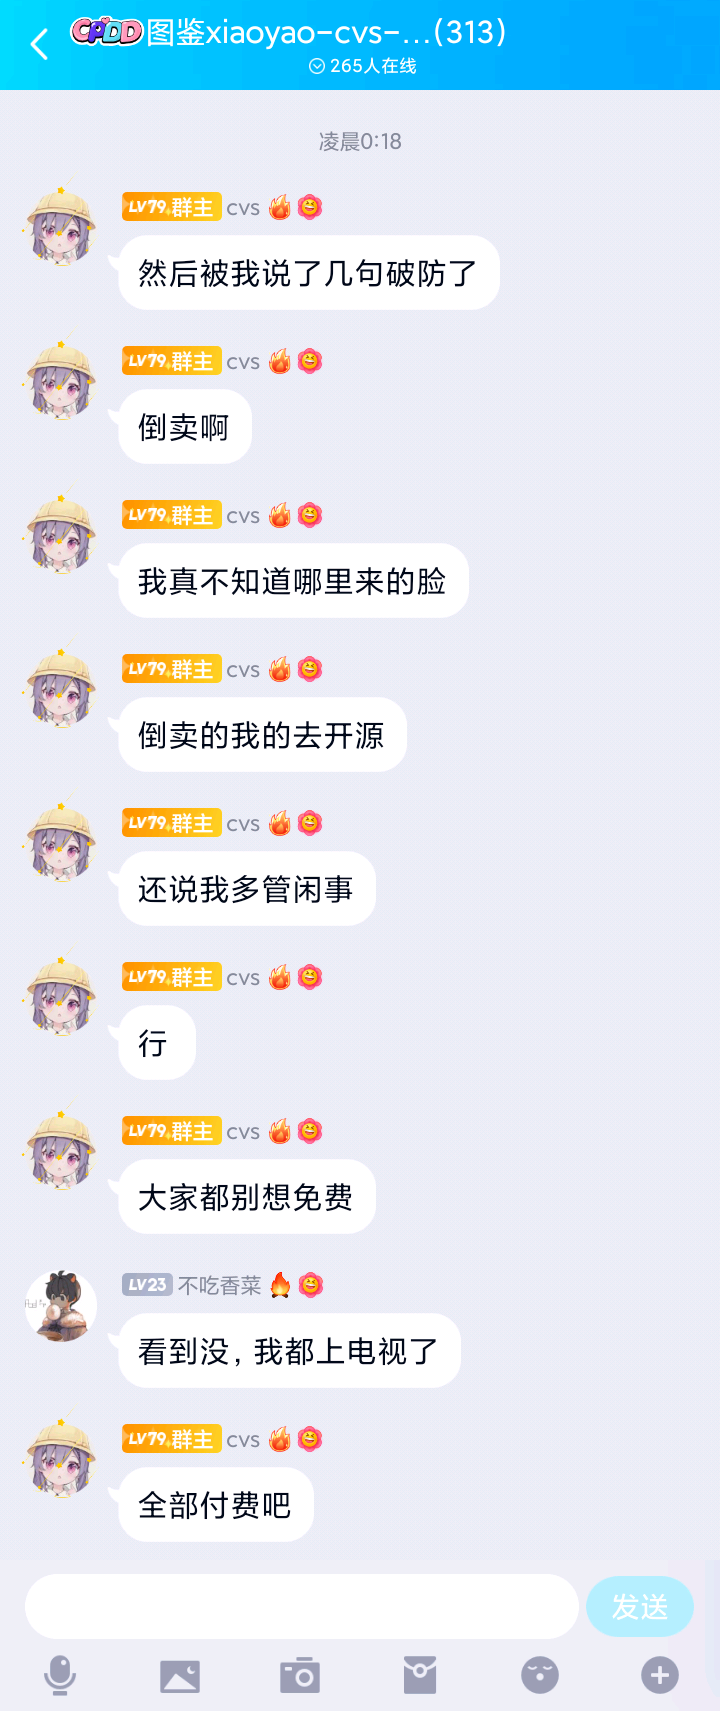 CPDD图鉴xiaoyao-cvs-...(313)
265人在线
凌晨0:18
LV79 群主 cvs
然后被我说了几句破防了
LV79 群主 cvs
倒卖啊
LV79 群主 cvs
我真不知道哪里来的脸
LV79 群主 cvs
倒卖的我的去开源
LV79 群主 cvs
还说我多管闲事
LV79 群主 cvs
行
LV79 群主 cvs
大家都别想免费
LV23 不吃香菜
看到没，我都上电视了
LV79 群主 cvs
全部付费吧
发送